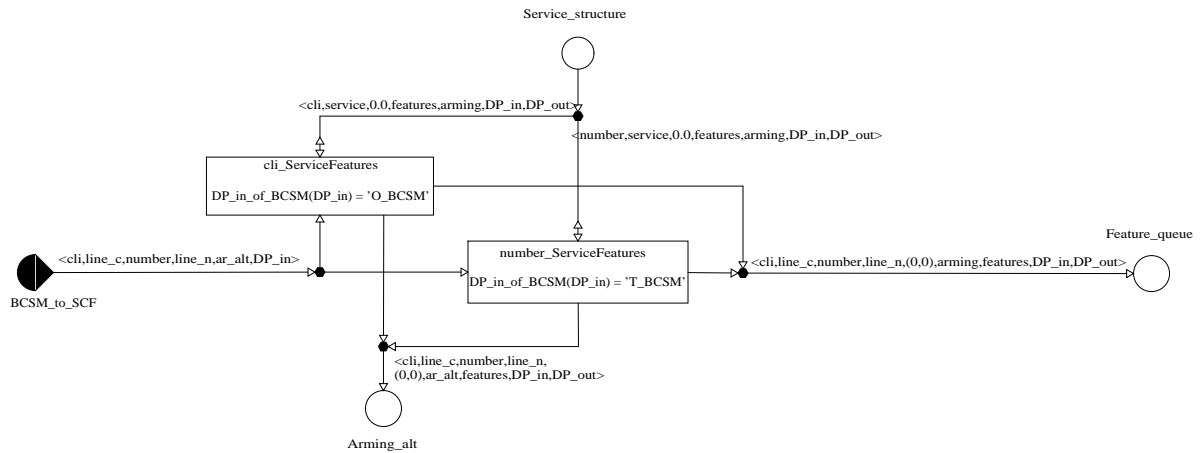 Service_structure
<cli,service,0.0,features,arming,DP_in,DP_out>
<number,service,0.0,features,arming,DP_in,DP_out>
cli_ServiceFeatures
DP_in_of_BCSM(DP_in) = 'O_BCSM'
Feature_queue
number_ServiceFeatures
<cli,line_c,number,line_n,ar_alt,DP_in>
<cli,line_c,number,line_n,(0,0),arming,features,DP_in,DP_out>
DP_in_of_BCSM(DP_in) = 'T_BCSM'
BCSM_to_SCF
<cli,line_c,number,line_n,
(0,0),ar_alt,features,DP_in,DP_out>
Arming_alt